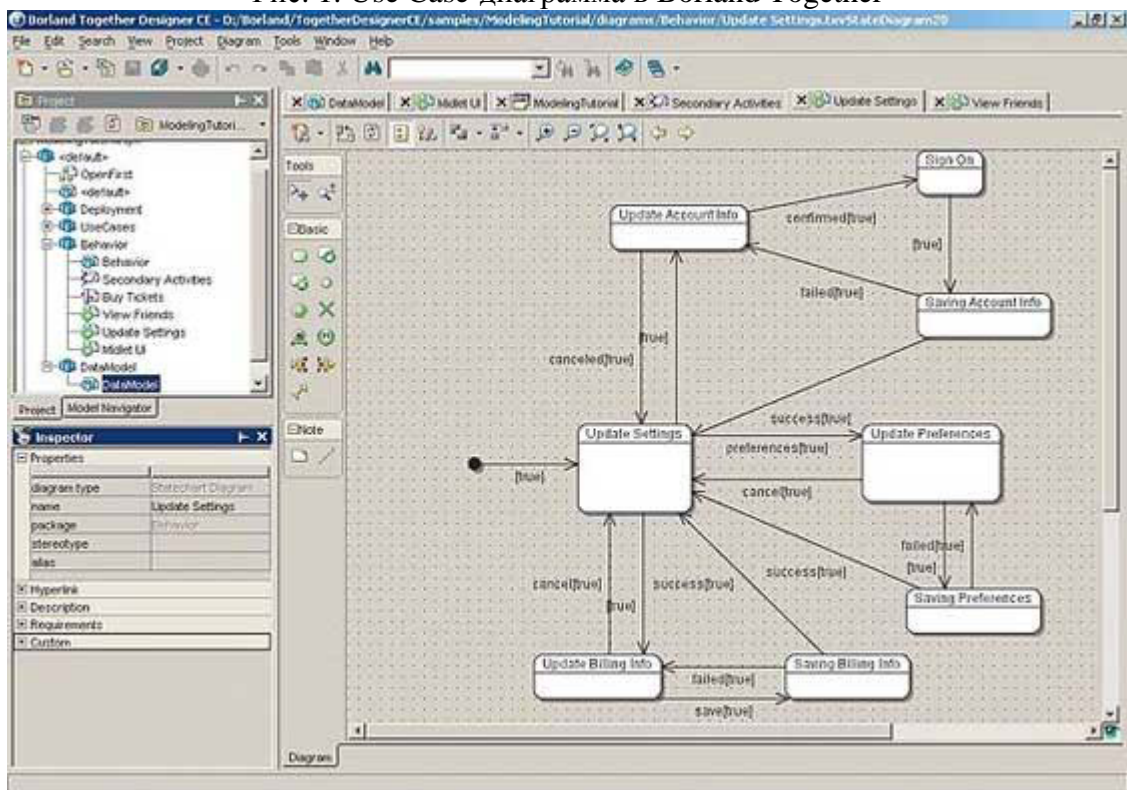 Рис. 1. Use Case-диаграмма в Borland Together
Borland Together Designer CE - D:/Borland/TogetherDesignerCE/samples/ModelingTutorial/diagrams/Behavior/Update Settings.txvStateDiagram20
File Edit Search View Project Diagram Tools Window Help
Project
DataModel Midlet UI ModelingTutorial Secondary Activities Update Settings View Friends
ModelingTutori...
<default>
OpenFirst
<default>
Deployment
UseCases
Behavior
Behavior
Secondary Activities
Buy Tickets
View Friends
Update Settings
Midlet UI
DataModel
DataModel
Project Model Navigator
Inspector
Properties
diagram type Statechart Diagram
name Update Settings
package Behavior
stereotype
alias
Hyperlink
Description
Requirements
Custom
Tools
Basic
Note
Sign On
Update Account Info
confirmed[true]
[true]
failed[true]
Saving Account Info
[true]
canceled[true]
success[true]
Update Settings
Update Preferences
preferences[true]
[true]
cancel[true]
failed[true]
[true]
success[true]
cancel[true]
success[true]
Saving Preferences
[true]
Update Billing Info
Saving Billing Info
failed[true]
save[true]
Diagram